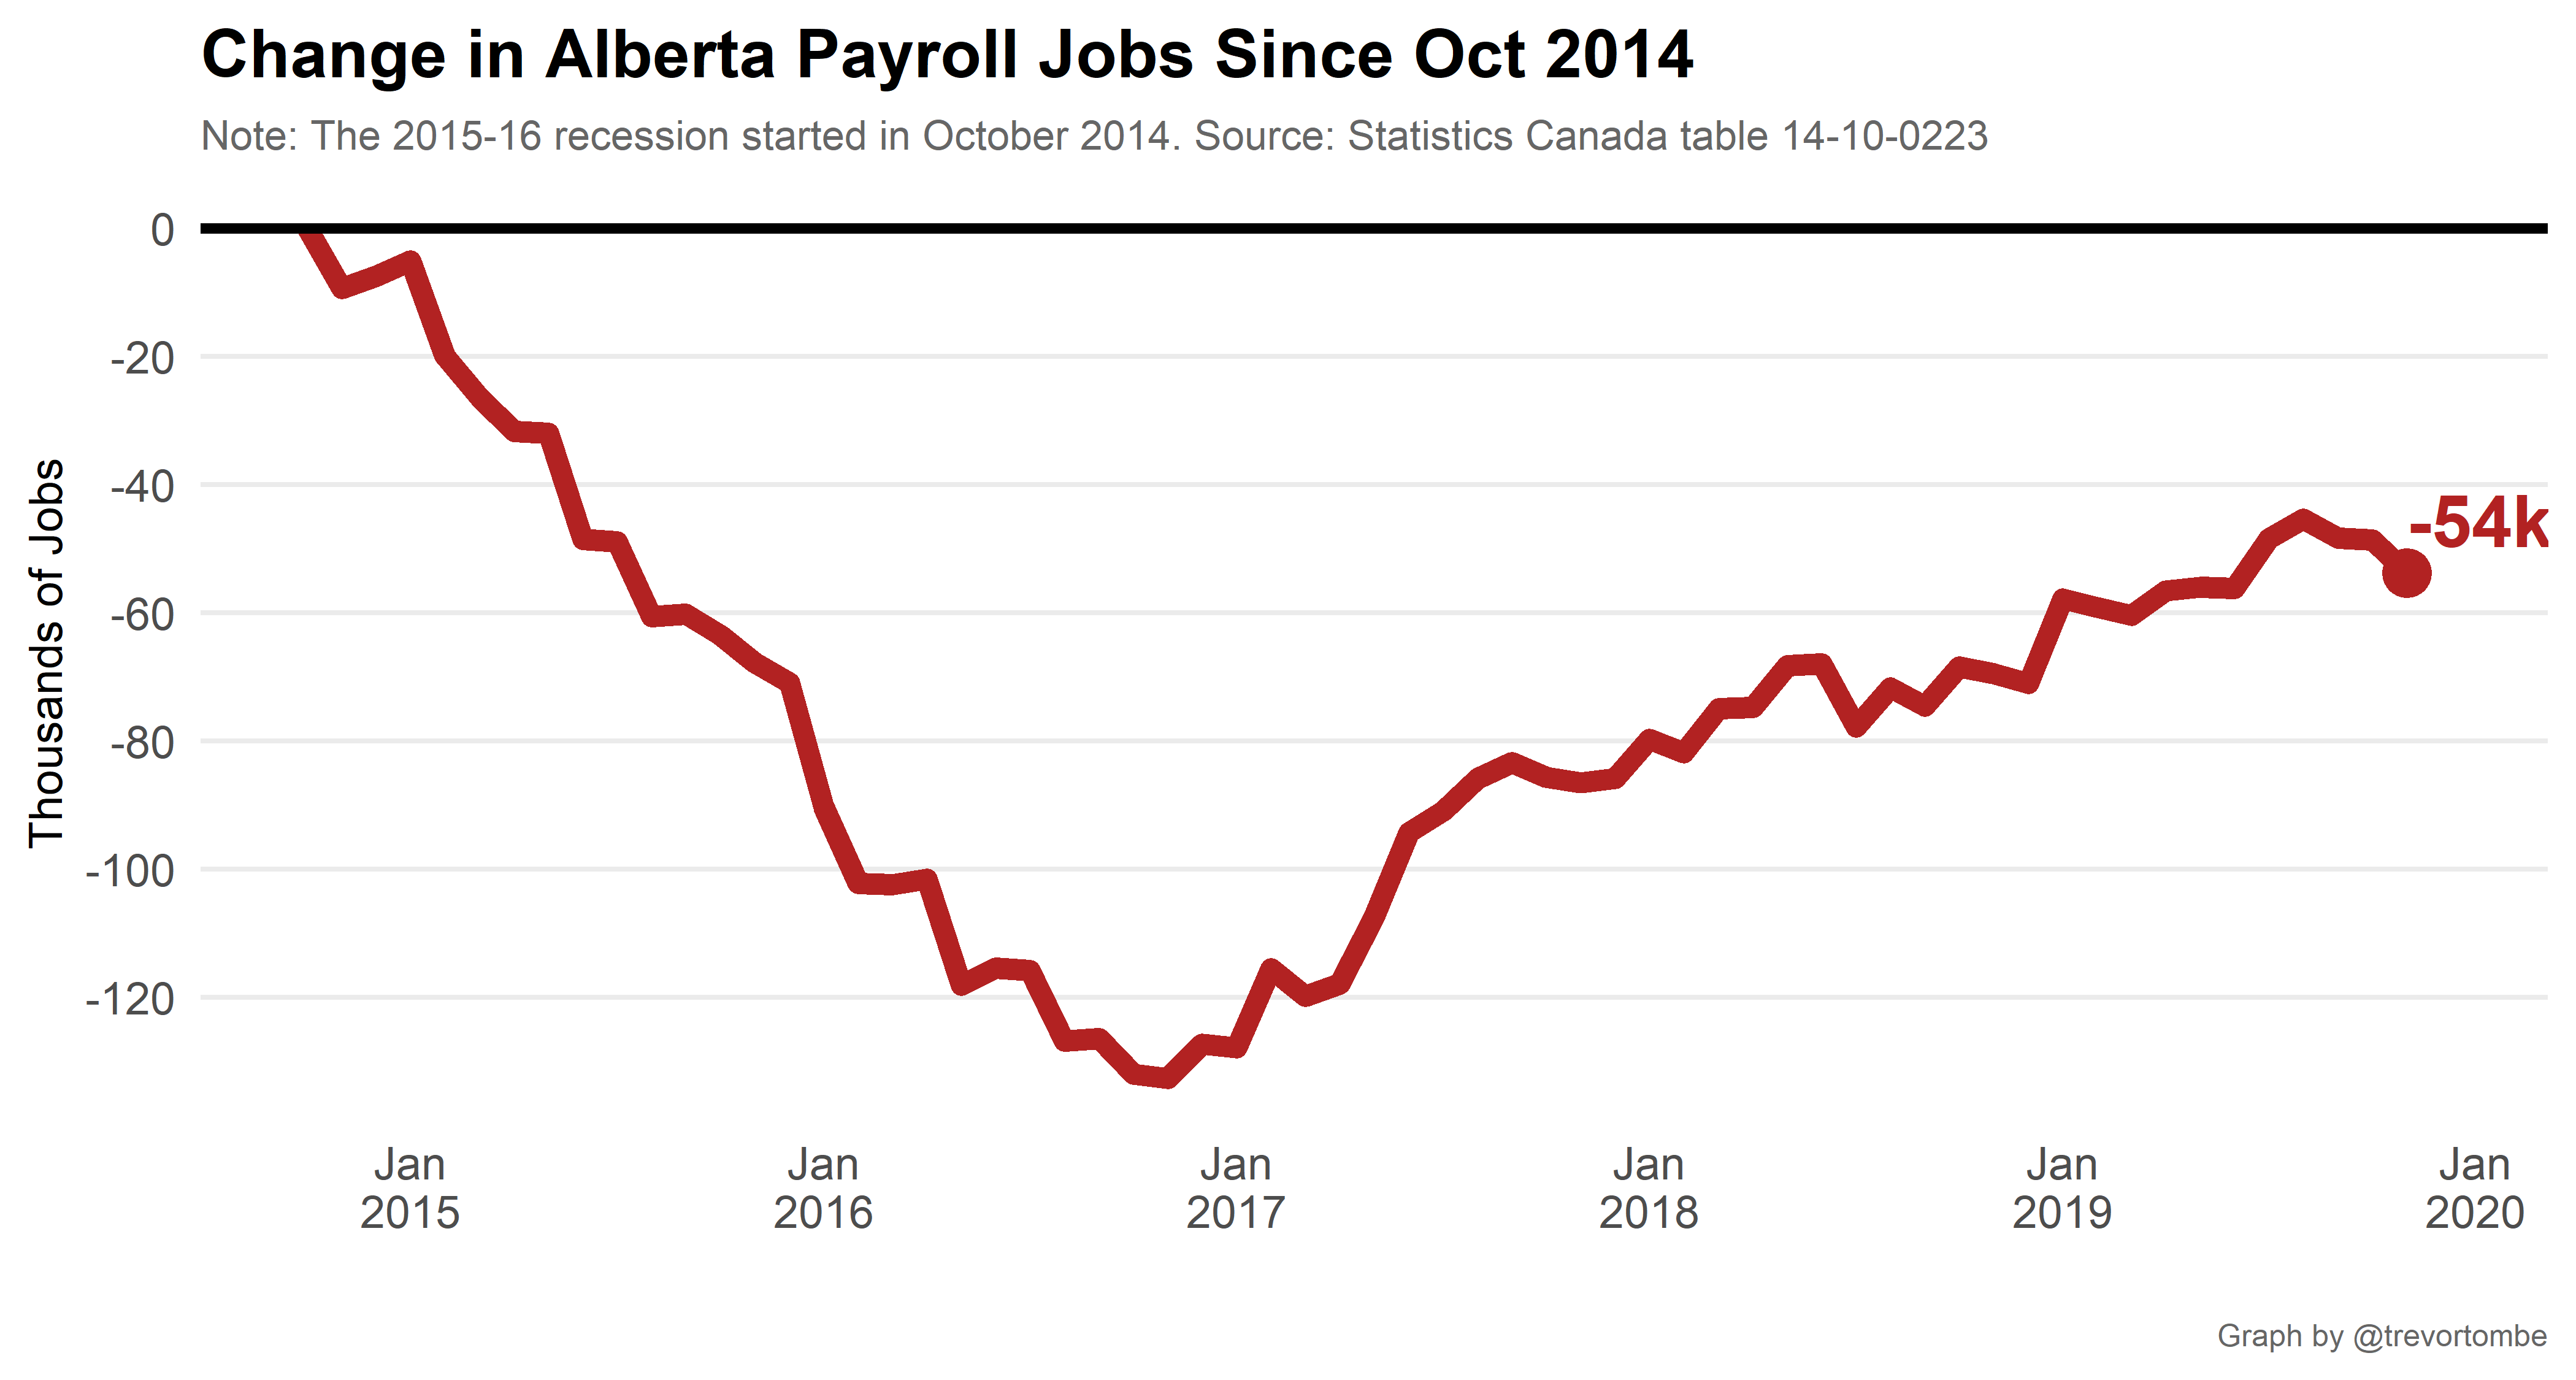 Change in Alberta Payroll Jobs Since Oct 2014
Note: The 2015-16 recession started in October 2014. Source: Statistics Canada table 14-10-0223
Thousands of Jobs
0
-20
-40
-60
-80
-100
-120
-54k
Jan
2015
Jan
2016
Jan
2017
Jan
2018
Jan
2019
Jan
2020
Graph by @trevortombe